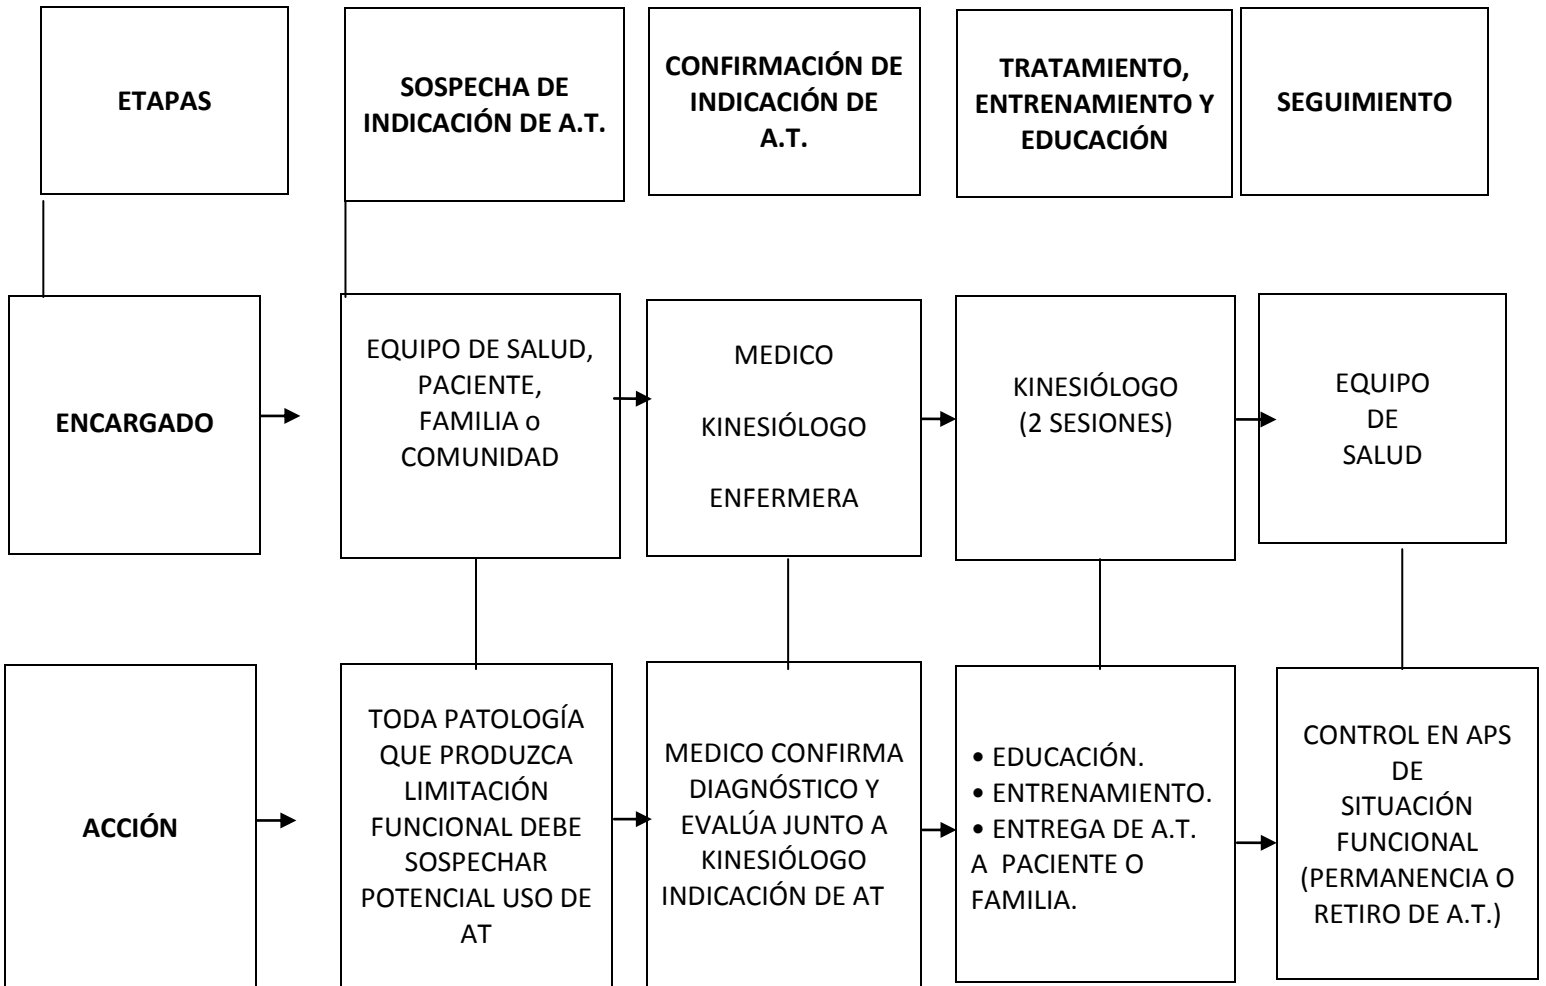 ETAPAS
SOSPECHA DE
INDICACIÓN DE A.T.
CONFIRMACIÓN DE
INDICACIÓN DE
A.T.
TRATAMIENTO,
ENTRENAMIENTO Y
EDUCACIÓN
SEGUIMIENTO
ENCARGADO
EQUIPO DE SALUD,
PACIENTE,
FAMILIA o
COMUNIDAD
MEDICO
KINESIÓLOGO
ENFERMERA
KINESIÓLOGO
(2 SESIONES)
EQUIPO
DE
SALUD
ACCIÓN
TODA PATOLOGÍA
QUE PRODUZCA
LIMITACIÓN
FUNCIONAL DEBE
SOSPECHAR
POTENCIAL USO DE
AT
MEDICO CONFIRMA
DIAGNÓSTICO Y
EVALÚA JUNTO A
KINESIÓLOGO
INDICACIÓN DE AT
• EDUCACIÓN.
• ENTRENAMIENTO.
• ENTREGA DE A.T.
A PACIENTE O
FAMILIA.
CONTROL EN APS
DE
SITUACIÓN
FUNCIONAL
(PERMANENCIA O
RETIRO DE A.T.)